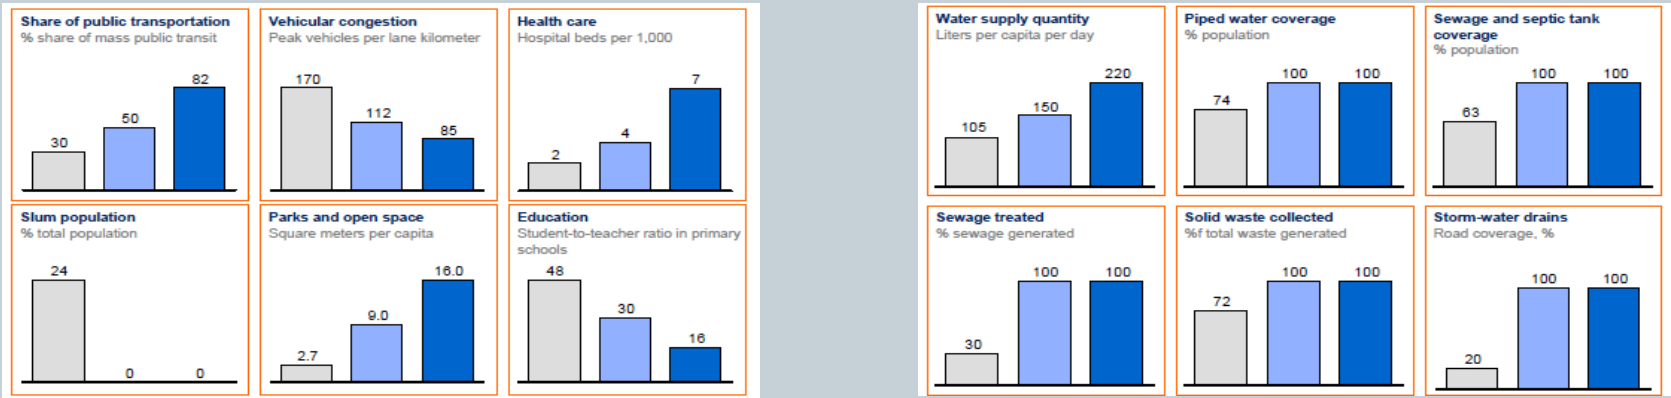 Share of public transportation
% share of mass public transit
82
50
30
Vehicular congestion
Peak vehicles per lane kilometer
170
112
85
Health care
Hospital beds per 1,000
7
4
2
Slum population
% total population
24
0
0
Parks and open space
Square meters per capita
16.0
9.0
2.7
Education
Student-to-teacher ratio in primary
schools
48
30
16
Water supply quantity
Liters per capita per day
220
150
105
Piped water coverage
% population
100 100
74
Sewage and septic tank
coverage
% population
100 100
63
Sewage treated
% sewage generated
100 100
30
Solid waste collected
%f total waste generated
100 100
72
Storm-water drains
Road coverage, %
100 100
20